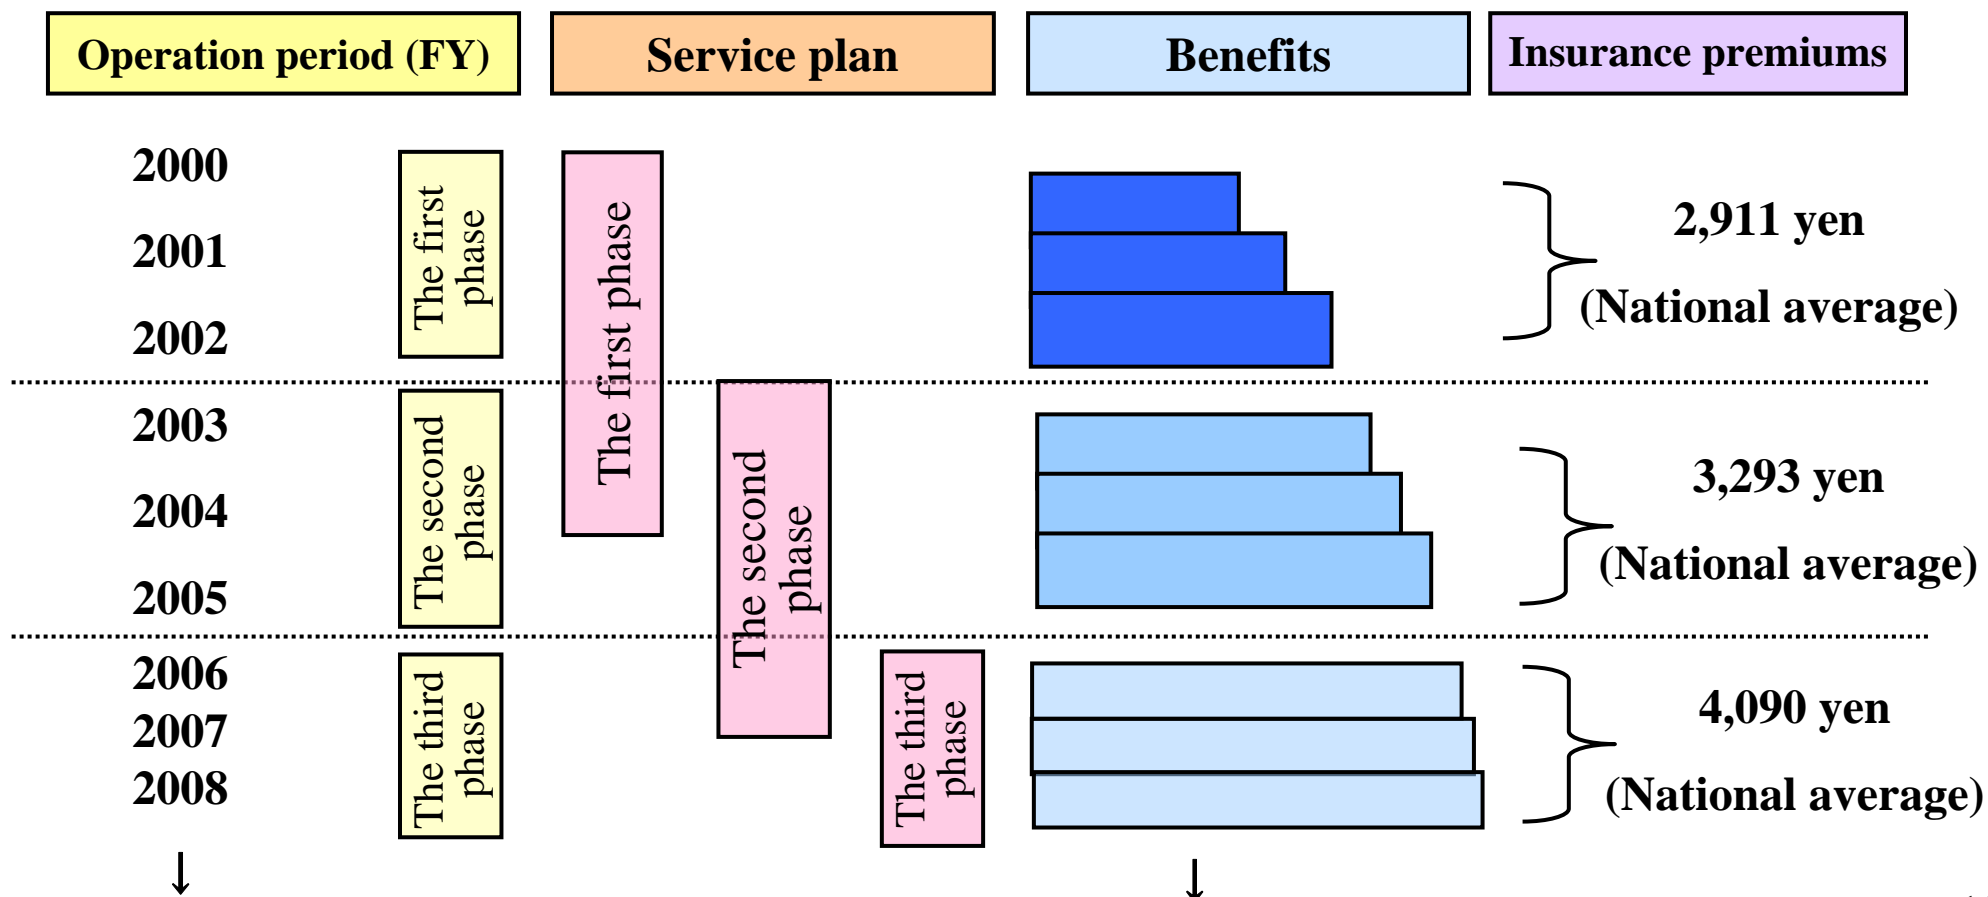 Operation period (FY)
Service plan
Benefits
Insurance premiums
2000
2001
2002
The first
phase
The first phase
2,911 yen
(National average)
2003
2004
2005
The second
phase
The second
phase
3,293 yen
(National average)
2006
2007
2008
The third
phase
The third
phase
4,090 yen
(National average)
↓
↓